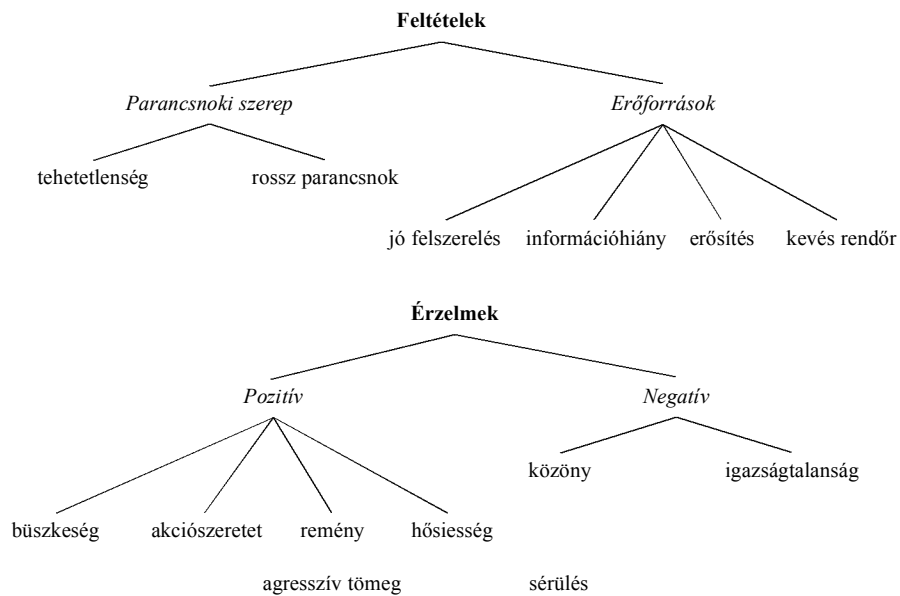 Feltételek
Parancsnoki szerep Erőforrások
tehetetlenség rossz parancsnok
jó felszerelés információhiány erősítés kevés rendőr
Érzelmek
Pozitív Negatív
közöny igazságtalanság
büszkeség akciószeretet remény hősiesség
agresszív tömeg sérülés